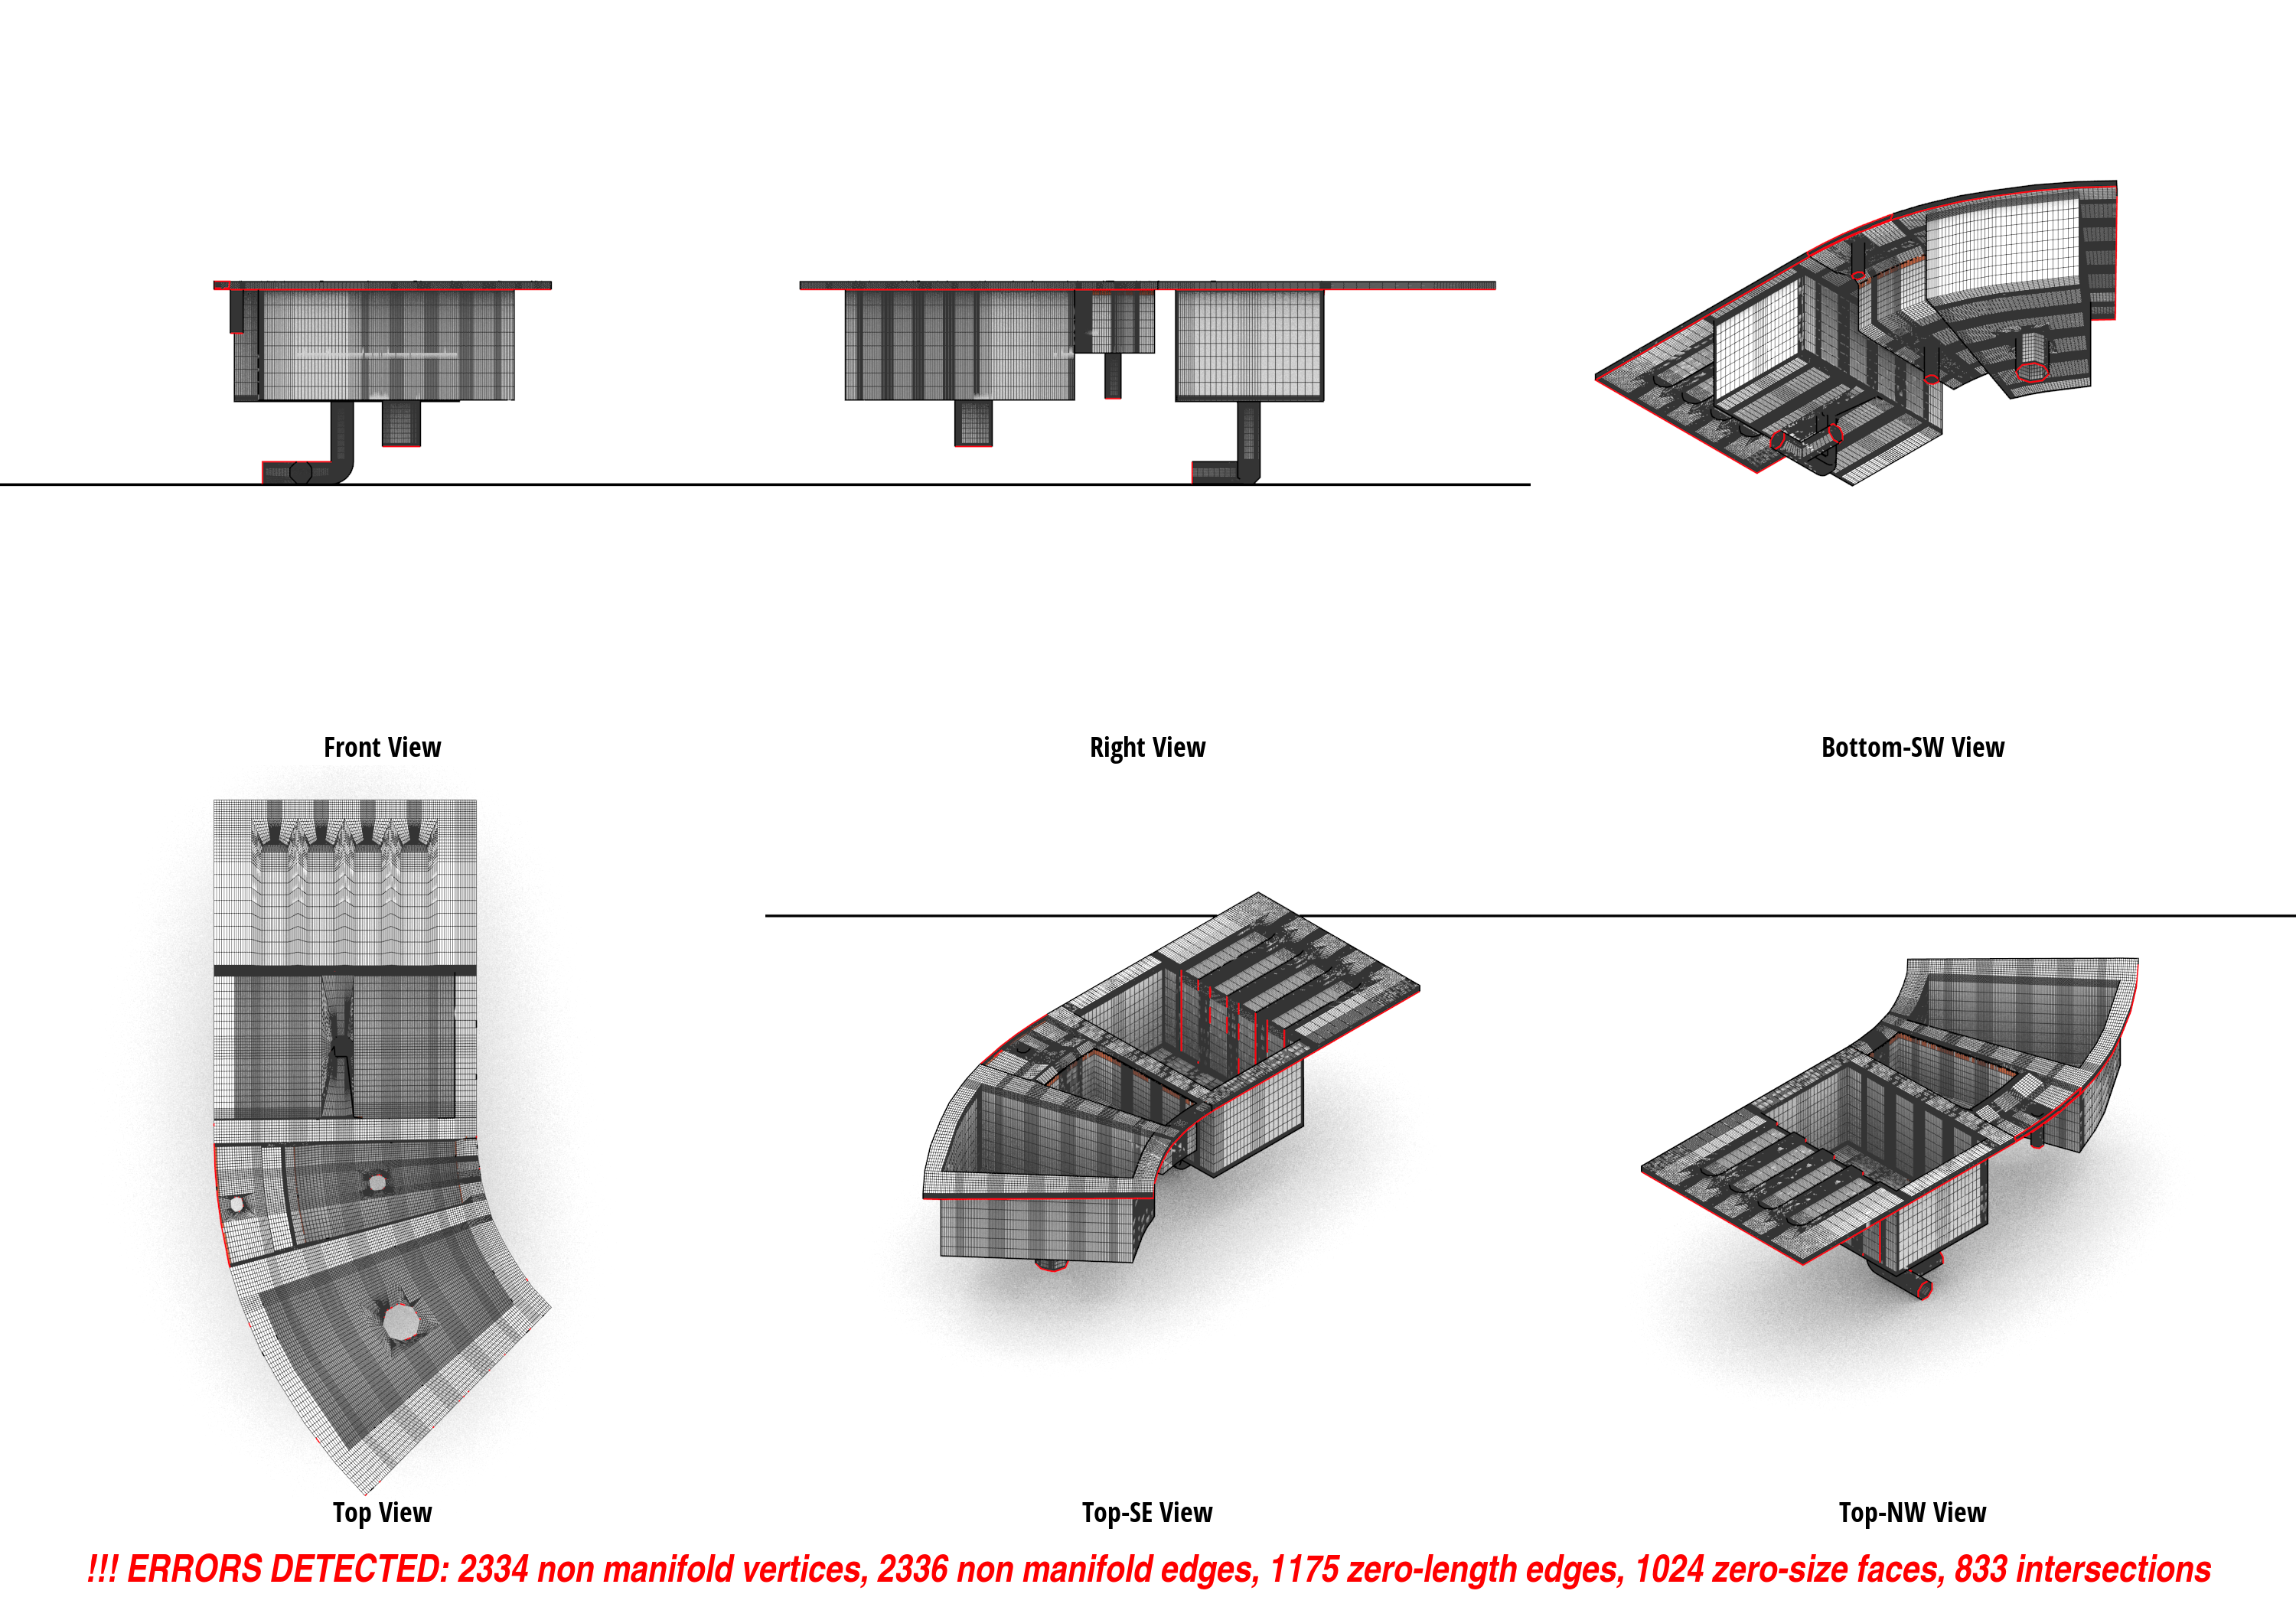 Front View
Right View
Bottom-SW View
Top View
Top-SE View
Top-NW View
!!! ERRORS DETECTED: 2334 non manifold vertices, 2336 non manifold edges, 1175 zero-length edges, 1024 zero-size faces, 833 intersections